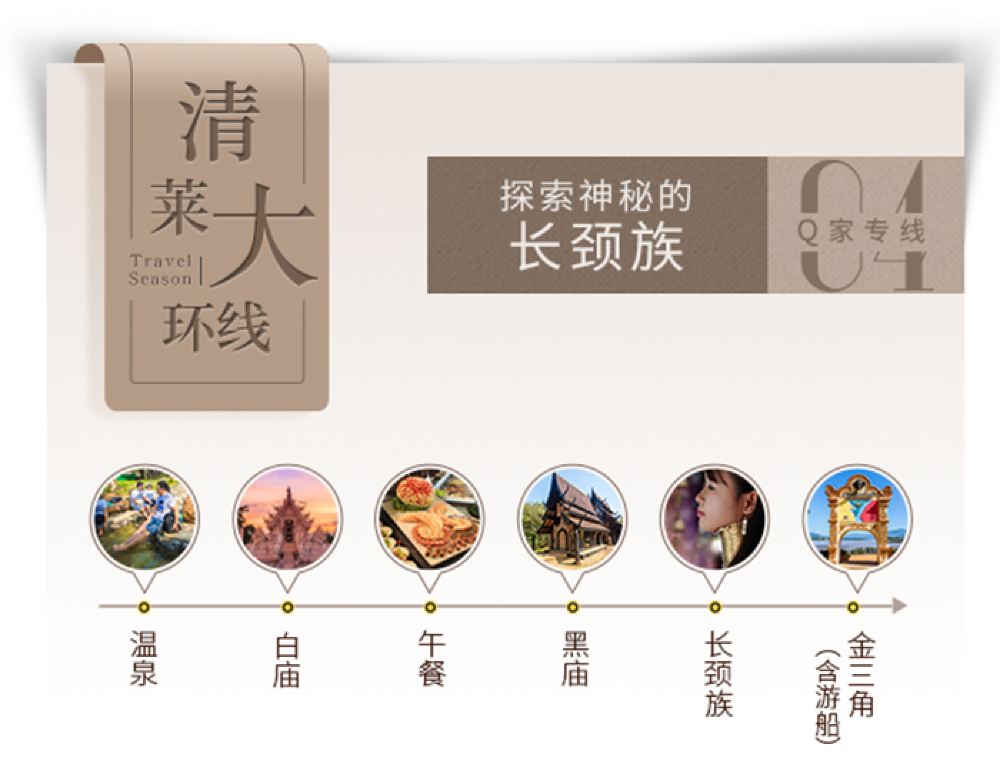 清
莱大
Travel
Season
环线
探索神秘的
长颈族
04
Q家专线
温泉
白庙
午餐
黑庙
长颈族
金三角
（含游船）